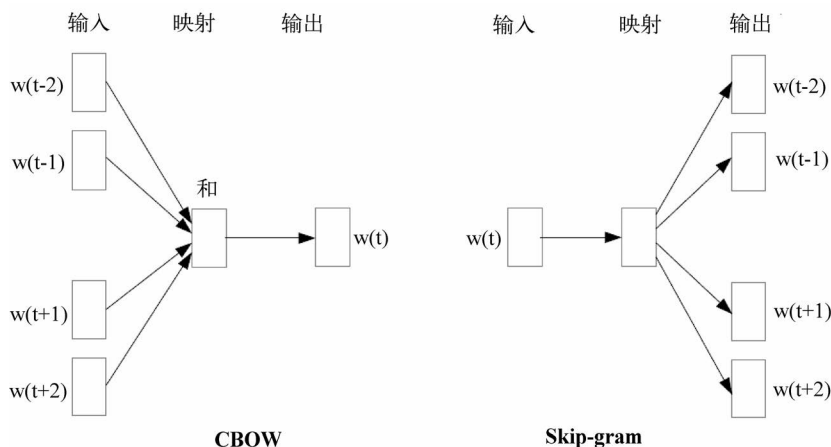 输入 映射 输出
w(t-2)
w(t-1)
和
w(t)
w(t+1)
w(t+2)
CBOW
输入 映射 输出
w(t-2)
w(t-1)
w(t)
w(t+1)
w(t+2)
Skip-gram